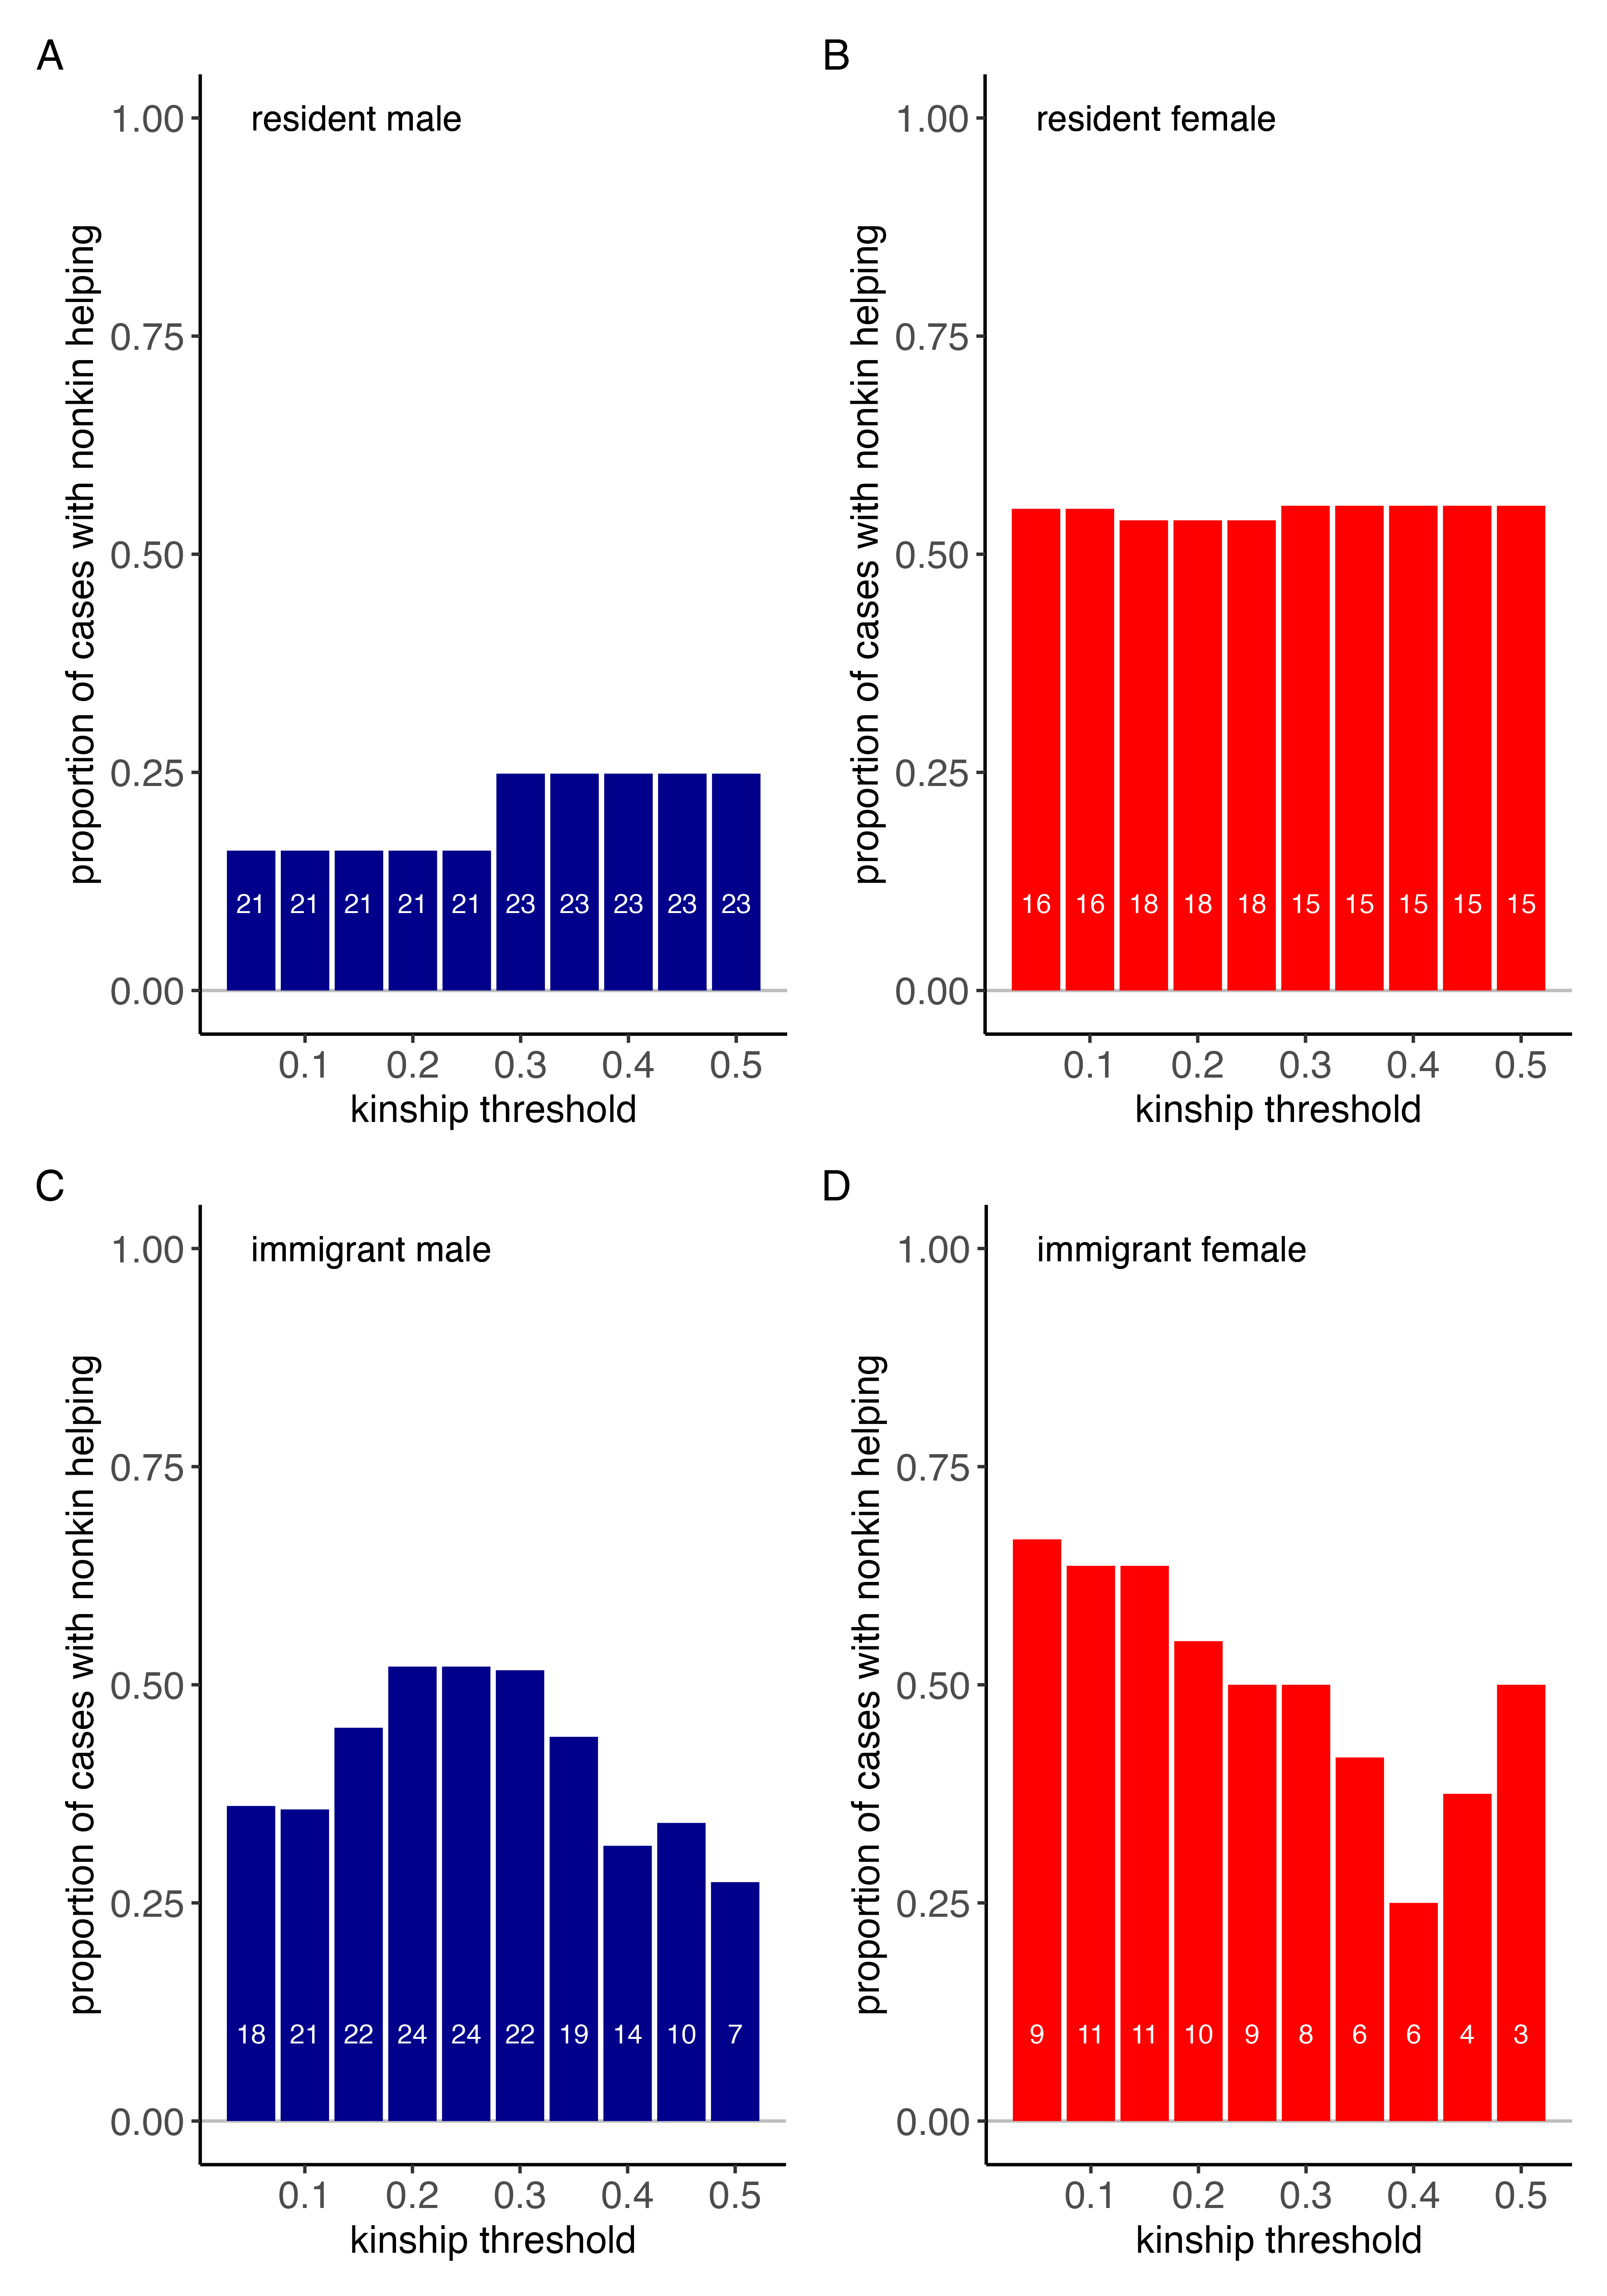 A
resident male
proportion of cases with nonkin helping
1.00
0.75
0.50
0.25
0.00
21 21 21 21 21 23 23 23 23 23
0.1 0.2 0.3 0.4 0.5
kinship threshold
B
resident female
proportion of cases with nonkin helping
1.00
0.75
0.50
0.25
0.00
16 16 18 18 18 15 15 15 15 15
0.1 0.2 0.3 0.4 0.5
kinship threshold
C
immigrant male
proportion of cases with nonkin helping
1.00
0.75
0.50
0.25
0.00
18 21 22 24 24 22 19 14 10 7
0.1 0.2 0.3 0.4 0.5
kinship threshold
D
immigrant female
proportion of cases with nonkin helping
1.00
0.75
0.50
0.25
0.00
9 11 11 10 9 8 6 6 4 3
0.1 0.2 0.3 0.4 0.5
kinship threshold